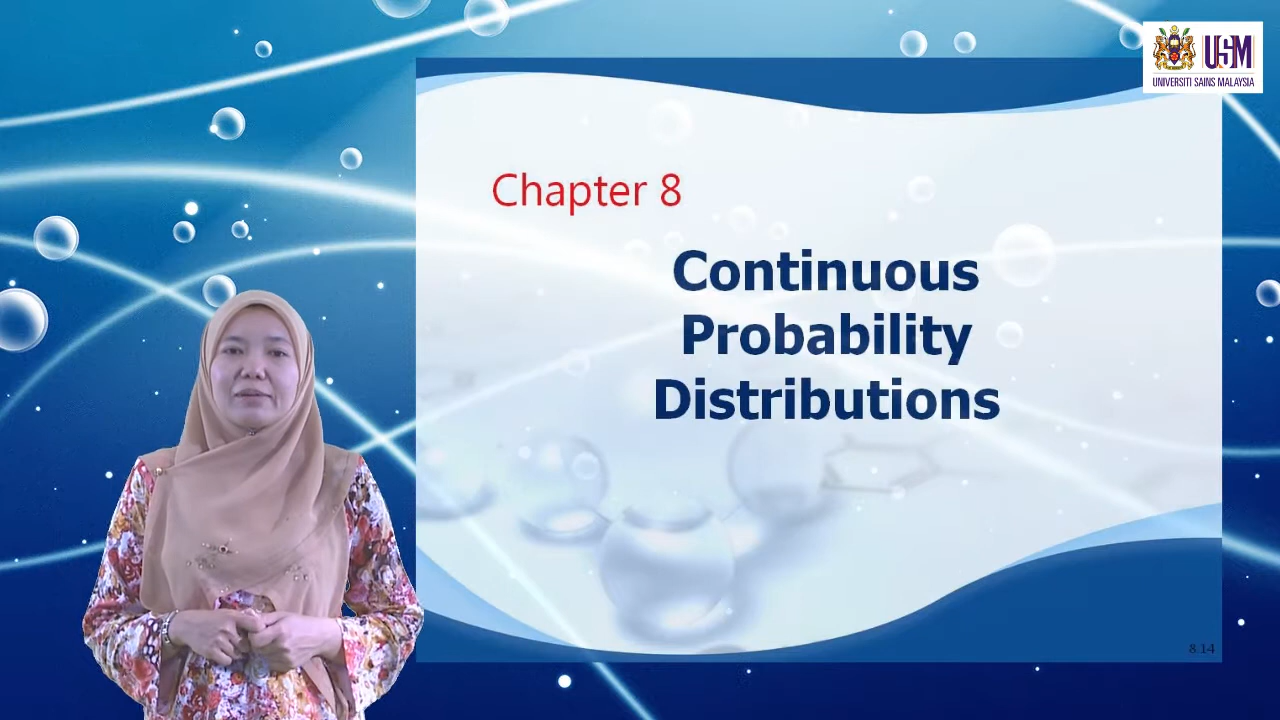 USM
UNIVERSITI SAINS MALAYSIA
Chapter 8
Continuous
Probability
Distributions
8.14